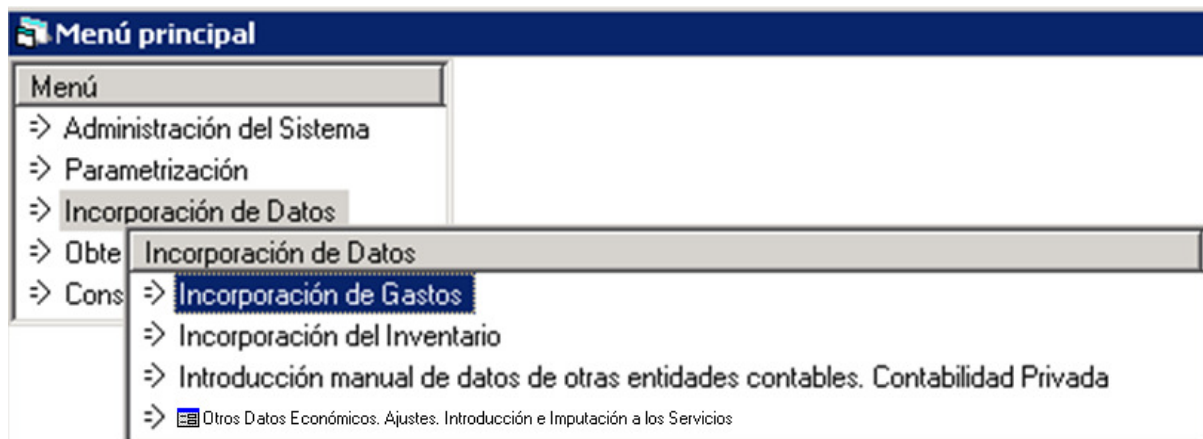 Menú principal
Menú
Administración del Sistema
Parametrización
Incorporación de Datos
Obte
Cons
Incorporación de Datos
Incorporación de Gastos
Incorporación del Inventario
Introducción manual de datos de otras entidades contables. Contabilidad Privada
Otros Datos Económicos. Ajustes. Introducción e Imputación a los Servicios